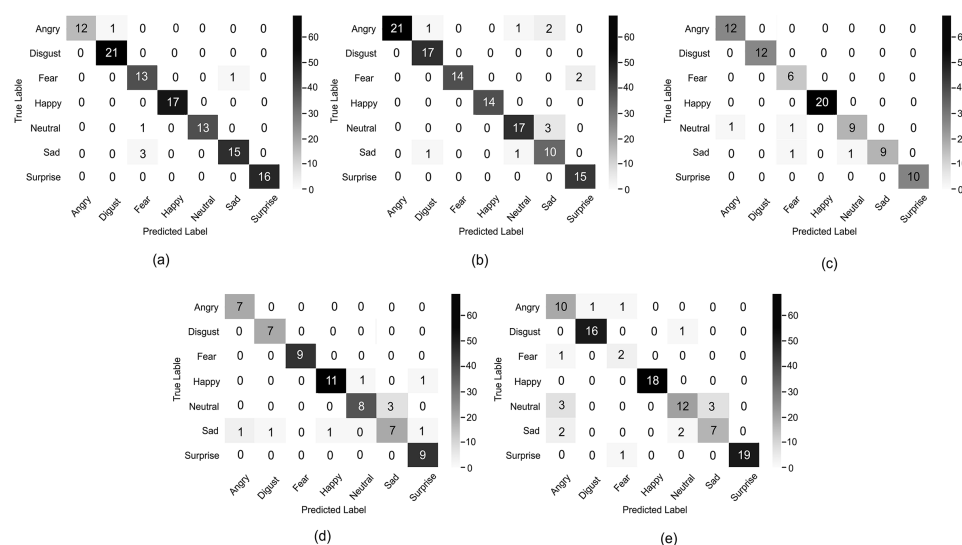 True Lable
Angry 12 1 0 0 0 0 0
Disgust 0 21 0 0 0 0 0
Fear 0 0 13 0 0 1 0
Happy 0 0 0 17 0 0 0
Neutral 0 0 1 0 13 0 0
Sad 0 0 3 0 0 15 0
Surprise 0 0 0 0 0 0 16
Angry Digust Fear Happy Neutral Sad Surprise
Predicted Label
60
50
40
30
20
10
0
(a)
True Lable
Angry 21 1 0 0 1 2 0
Disgust 0 17 0 0 0 0 0
Fear 0 0 14 0 0 0 2
Happy 0 0 0 14 0 0 0
Neutral 0 0 0 0 17 3 0
Sad 0 1 0 0 1 10 0
Surprise 0 0 0 0 0 0 15
Angry Digust Fear Happy Neutral Sad Surprise
Predicted Label
60
50
40
30
20
10
0
(b)
True Lable
Angry 12 0 0 0 0 0 0
Disgust 0 12 0 0 0 0 0
Fear 0 0 6 0 0 0 0
Happy 0 0 0 20 0 0 0
Neutral 1 0 1 0 9 0 0
Sad 0 0 1 0 1 9 0
Surprise 0 0 0 0 0 0 10
Angry Digust Fear Happy Neutral Sad Surprise
Predicted Label
60
50
40
30
20
10
0
(c)
True Lable
Angry 7 0 0 0 0 0 0
Disgust 0 7 0 0 0 0 0
Fear 0 0 9 0 0 0 0
Happy 0 0 0 11 1 0 1
Neutral 0 0 0 0 8 3 0
Sad 1 1 0 1 0 7 1
Surprise 0 0 0 0 0 0 9
Angry Digust Fear Happy Neutral Sad Surprise
Predicted Label
60
50
40
30
20
10
0
(d)
True Lable
Angry 10 1 1 0 0 0 0
Disgust 0 16 0 0 1 0 0
Fear 1 0 2 0 0 0 0
Happy 0 0 0 18 0 0 0
Neutral 3 0 0 0 12 3 0
Sad 2 0 0 0 2 7 0
Surprise 0 0 1 0 0 0 19
Angry Digust Fear Happy Neutral Sad Surprise
Predicted Label
60
50
40
30
20
10
0
(e)